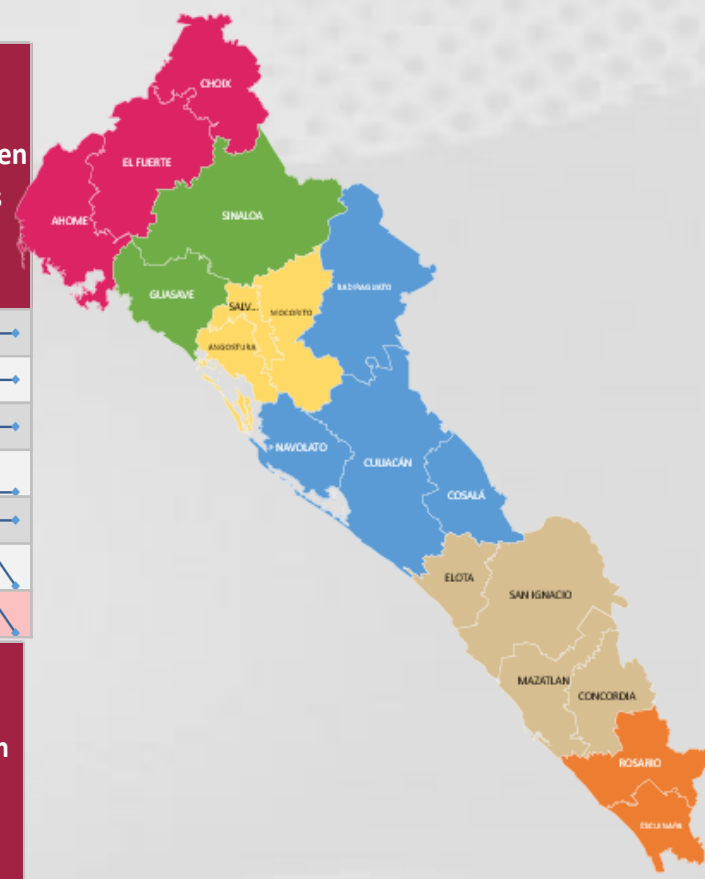 CHOIX
en
EL FUERTE
s
AHOME
SINALOA
BADIRAGUATO
GUASAVE
SALV...
MOCORITO
ANGOSTURA
NAVOLATO
CULIACÁN
COSALÁ
ELOTA
SAN IGNACIO
MAZATLAN
CONCORDIA
n
ROSARIO
ESCUINAPA